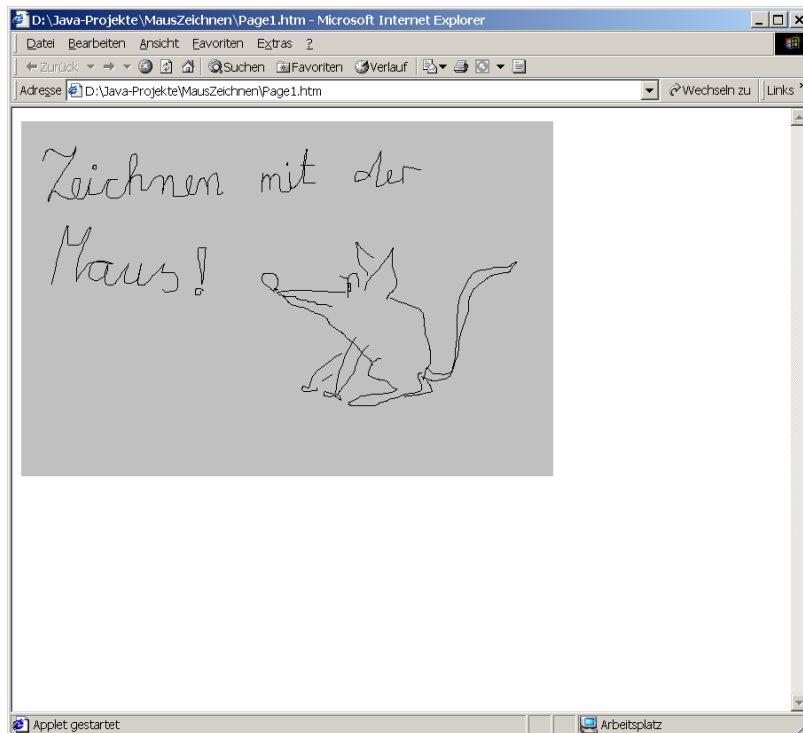 D:\Java-Projekte\MausZeichnen\Page1.htm - Microsoft Internet Explorer
Datei Bearbeiten Ansicht Favoriten Extras ?
Zurück Suchen Favoriten Verlauf
Adresse D:\Java-Projekte\MausZeichnen\Page1.htm Wechseln zu Links
Zeichnen mit der
Maus!
Applet gestartet Arbeitsplatz